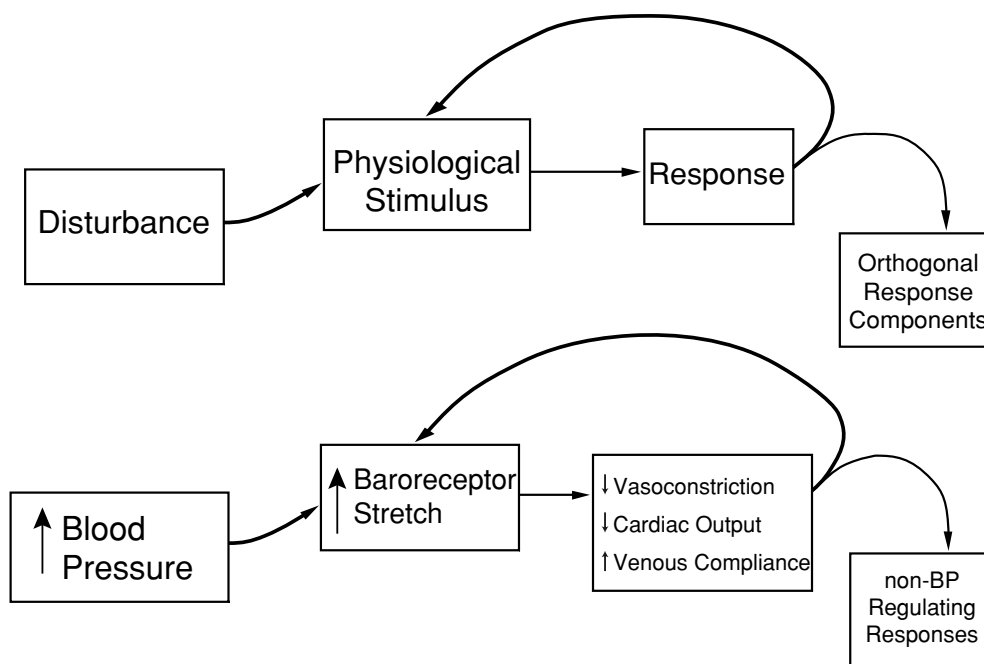 Disturbance
Physiological
Stimulus
Response
Orthogonal
Response
Components
↑ Blood
Pressure
↑ Baroreceptor
Stretch
↓ Vasoconstriction
↓ Cardiac Output
↑ Venous Compliance
non-BP
Regulating
Responses